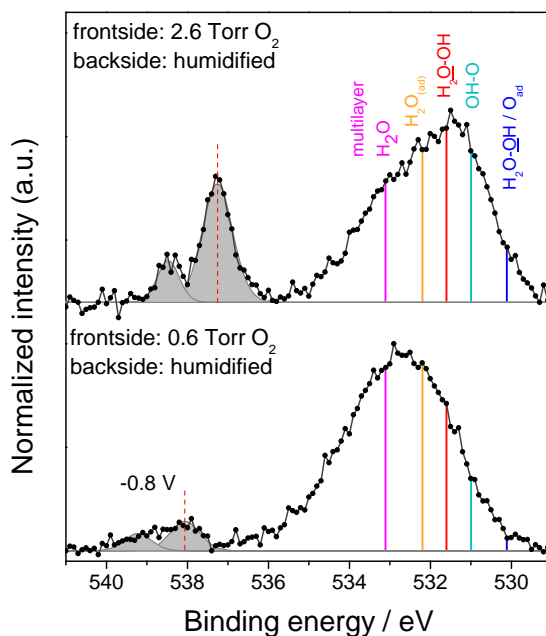 frontside: 2.6 Torr O₂
backside: humidified
multilayer
H₂O
H₂O₍ad₎
H₂O-OH
OH-O
H₂O-OH / Oad
frontside: 0.6 Torr O₂
backside: humidified
-0.8 V
Normalized intensity (a.u.)
540 538 536 534 532 530
Binding energy / eV